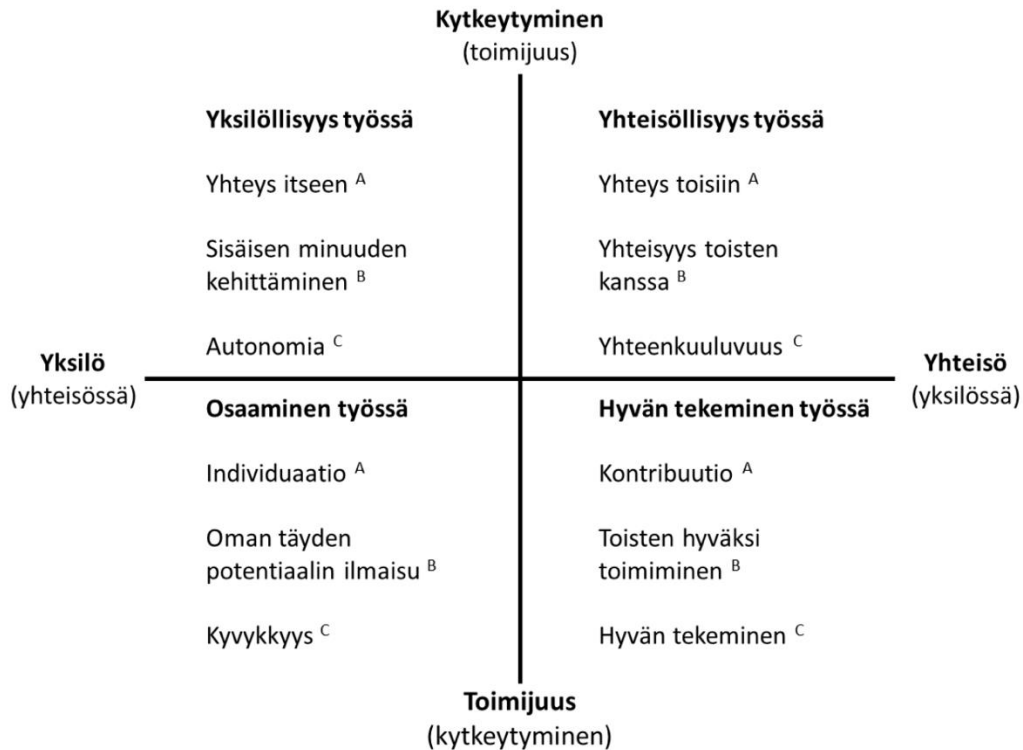 Kytkeytyminen
(toimijuus)
Yksilöllisyys työssä
Yhteys itseen A
Sisäisen minuuden
kehittäminen B
Autonomia C
Yhteisöllisyys työssä
Yhteys toisiin A
Yhteisyys toisten
kanssa B
Yhteenkuuluvuus C
Yksilö
(yhteisössä)
Yhteisö
(yksilössä)
Osaaminen työssä
Individuaatio A
Oman täyden
potentiaalin ilmaisu B
Kyvykkyys C
Hyvän tekeminen työssä
Kontribuutio A
Toisten hyväksi
toimiminen B
Hyvän tekeminen C
Toimijuus
(kytkeytyminen)